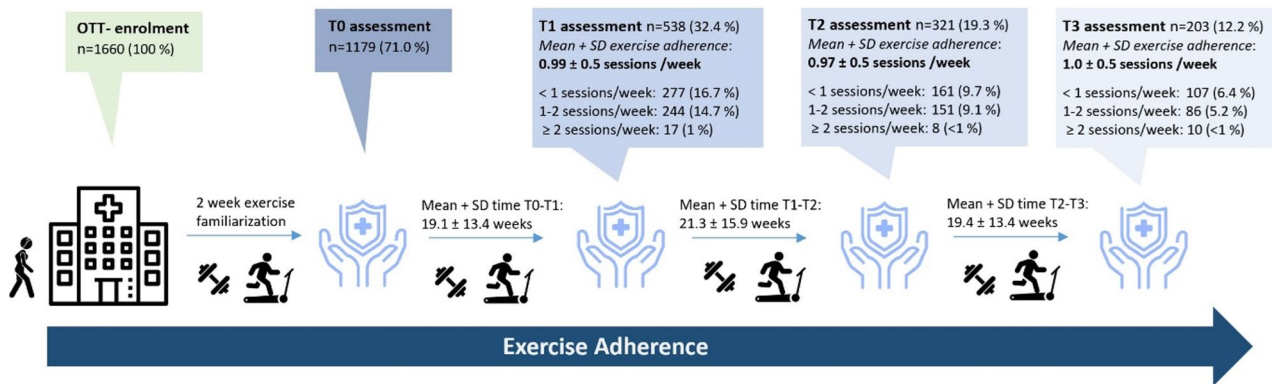 OTT- enrolment
n=1660 (100 %)
T0 assessment
n=1179 (71.0 %)
T1 assessment n=538 (32.4 %)
Mean + SD exercise adherence:
0.99 ± 0.5 sessions /week
< 1 sessions/week: 277 (16.7 %)
1-2 sessions/week: 244 (14.7 %)
≥ 2 sessions/week: 17 (1 %)
T2 assessment n=321 (19.3 %)
Mean + SD exercise adherence:
0.97 ± 0.5 sessions /week
< 1 sessions/week: 161 (9.7 %)
1-2 sessions/week: 151 (9.1 %)
≥ 2 sessions/week: 8 (<1 %)
T3 assessment n=203 (12.2 %)
Mean + SD exercise adherence:
1.0 ± 0.5 sessions /week
< 1 sessions/week: 107 (6.4 %)
1-2 sessions/week: 86 (5.2 %)
≥ 2 sessions/week: 10 (<1 %)
2 week exercise
familiarization
Mean + SD time T0-T1:
19.1 ± 13.4 weeks
Mean + SD time T1-T2:
21.3 ± 15.9 weeks
Mean + SD time T2-T3:
19.4 ± 13.4 weeks
Exercise Adherence